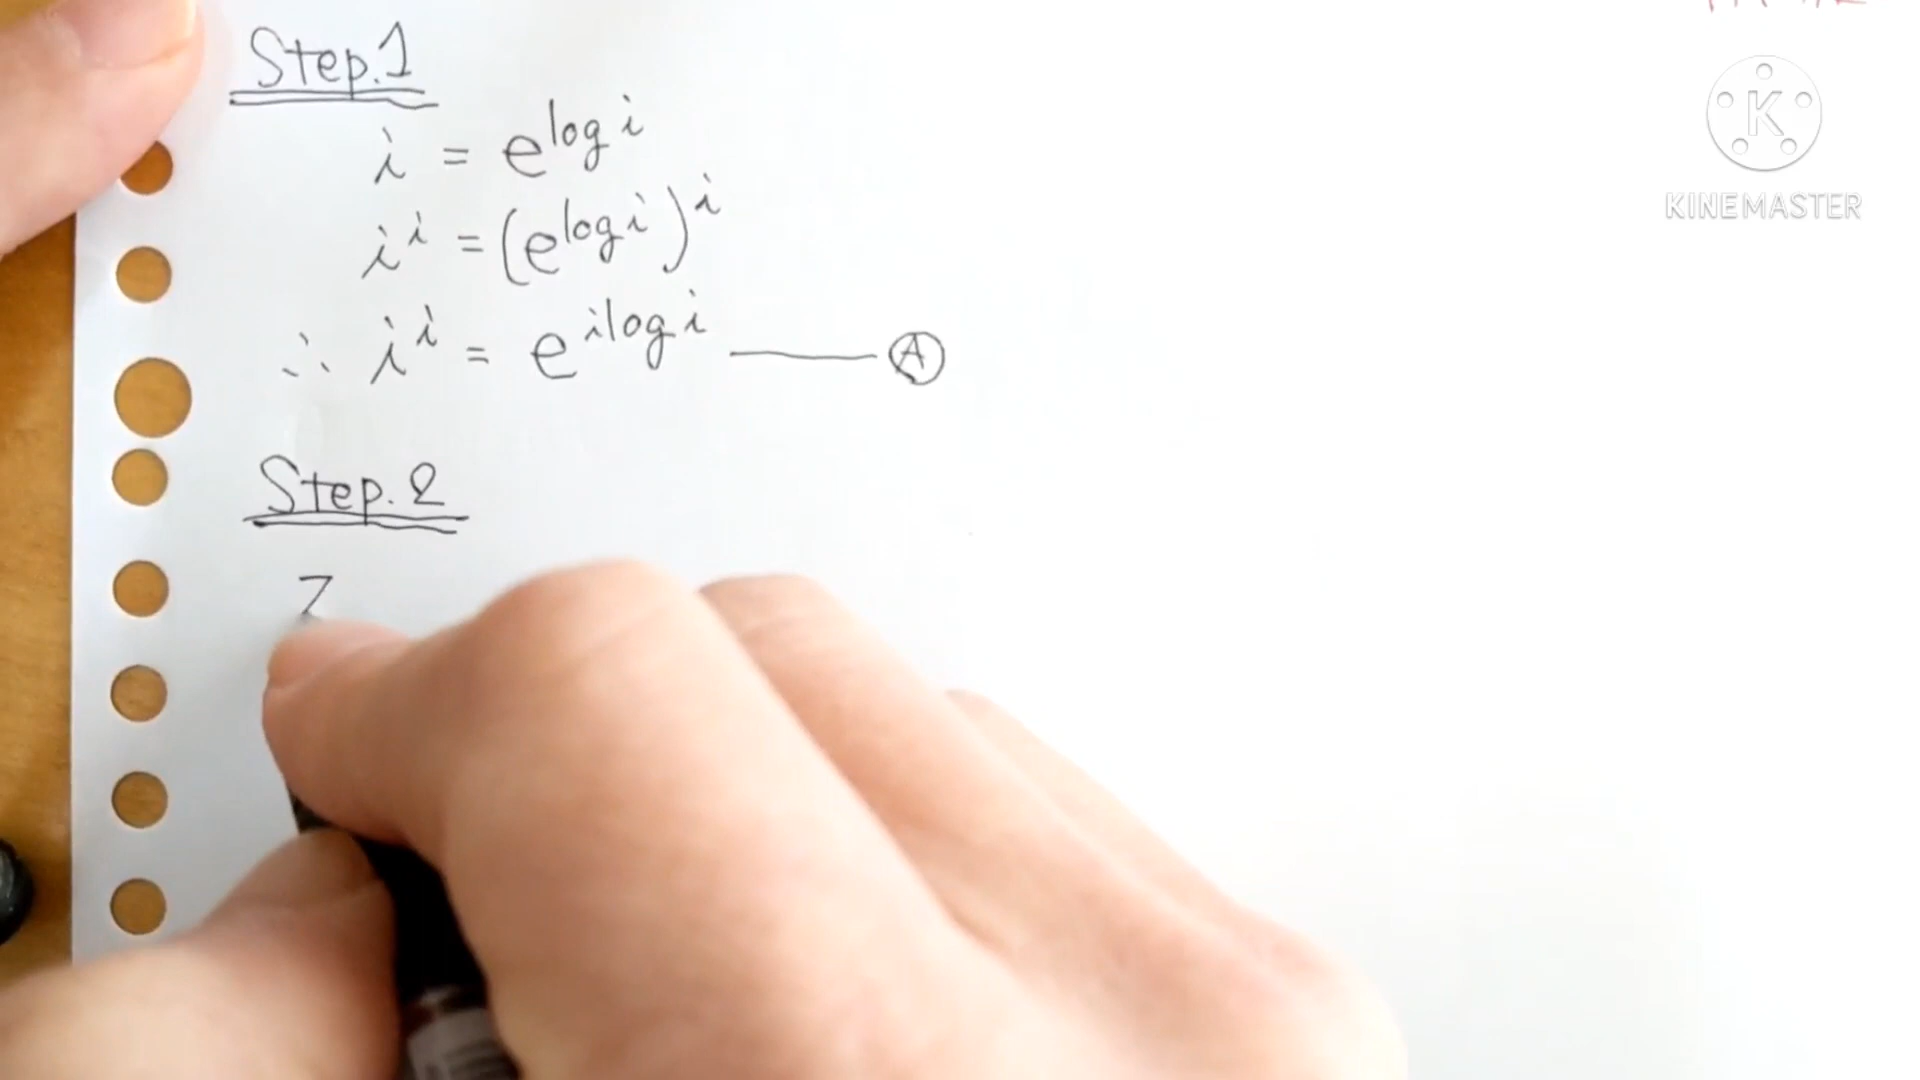 Step.1
i = e^{log i}
i^i = (e^{log i})^i
∴ i^i = e^{i log i} —— Ⓐ
Step.2
Z
K
KINEMASTER